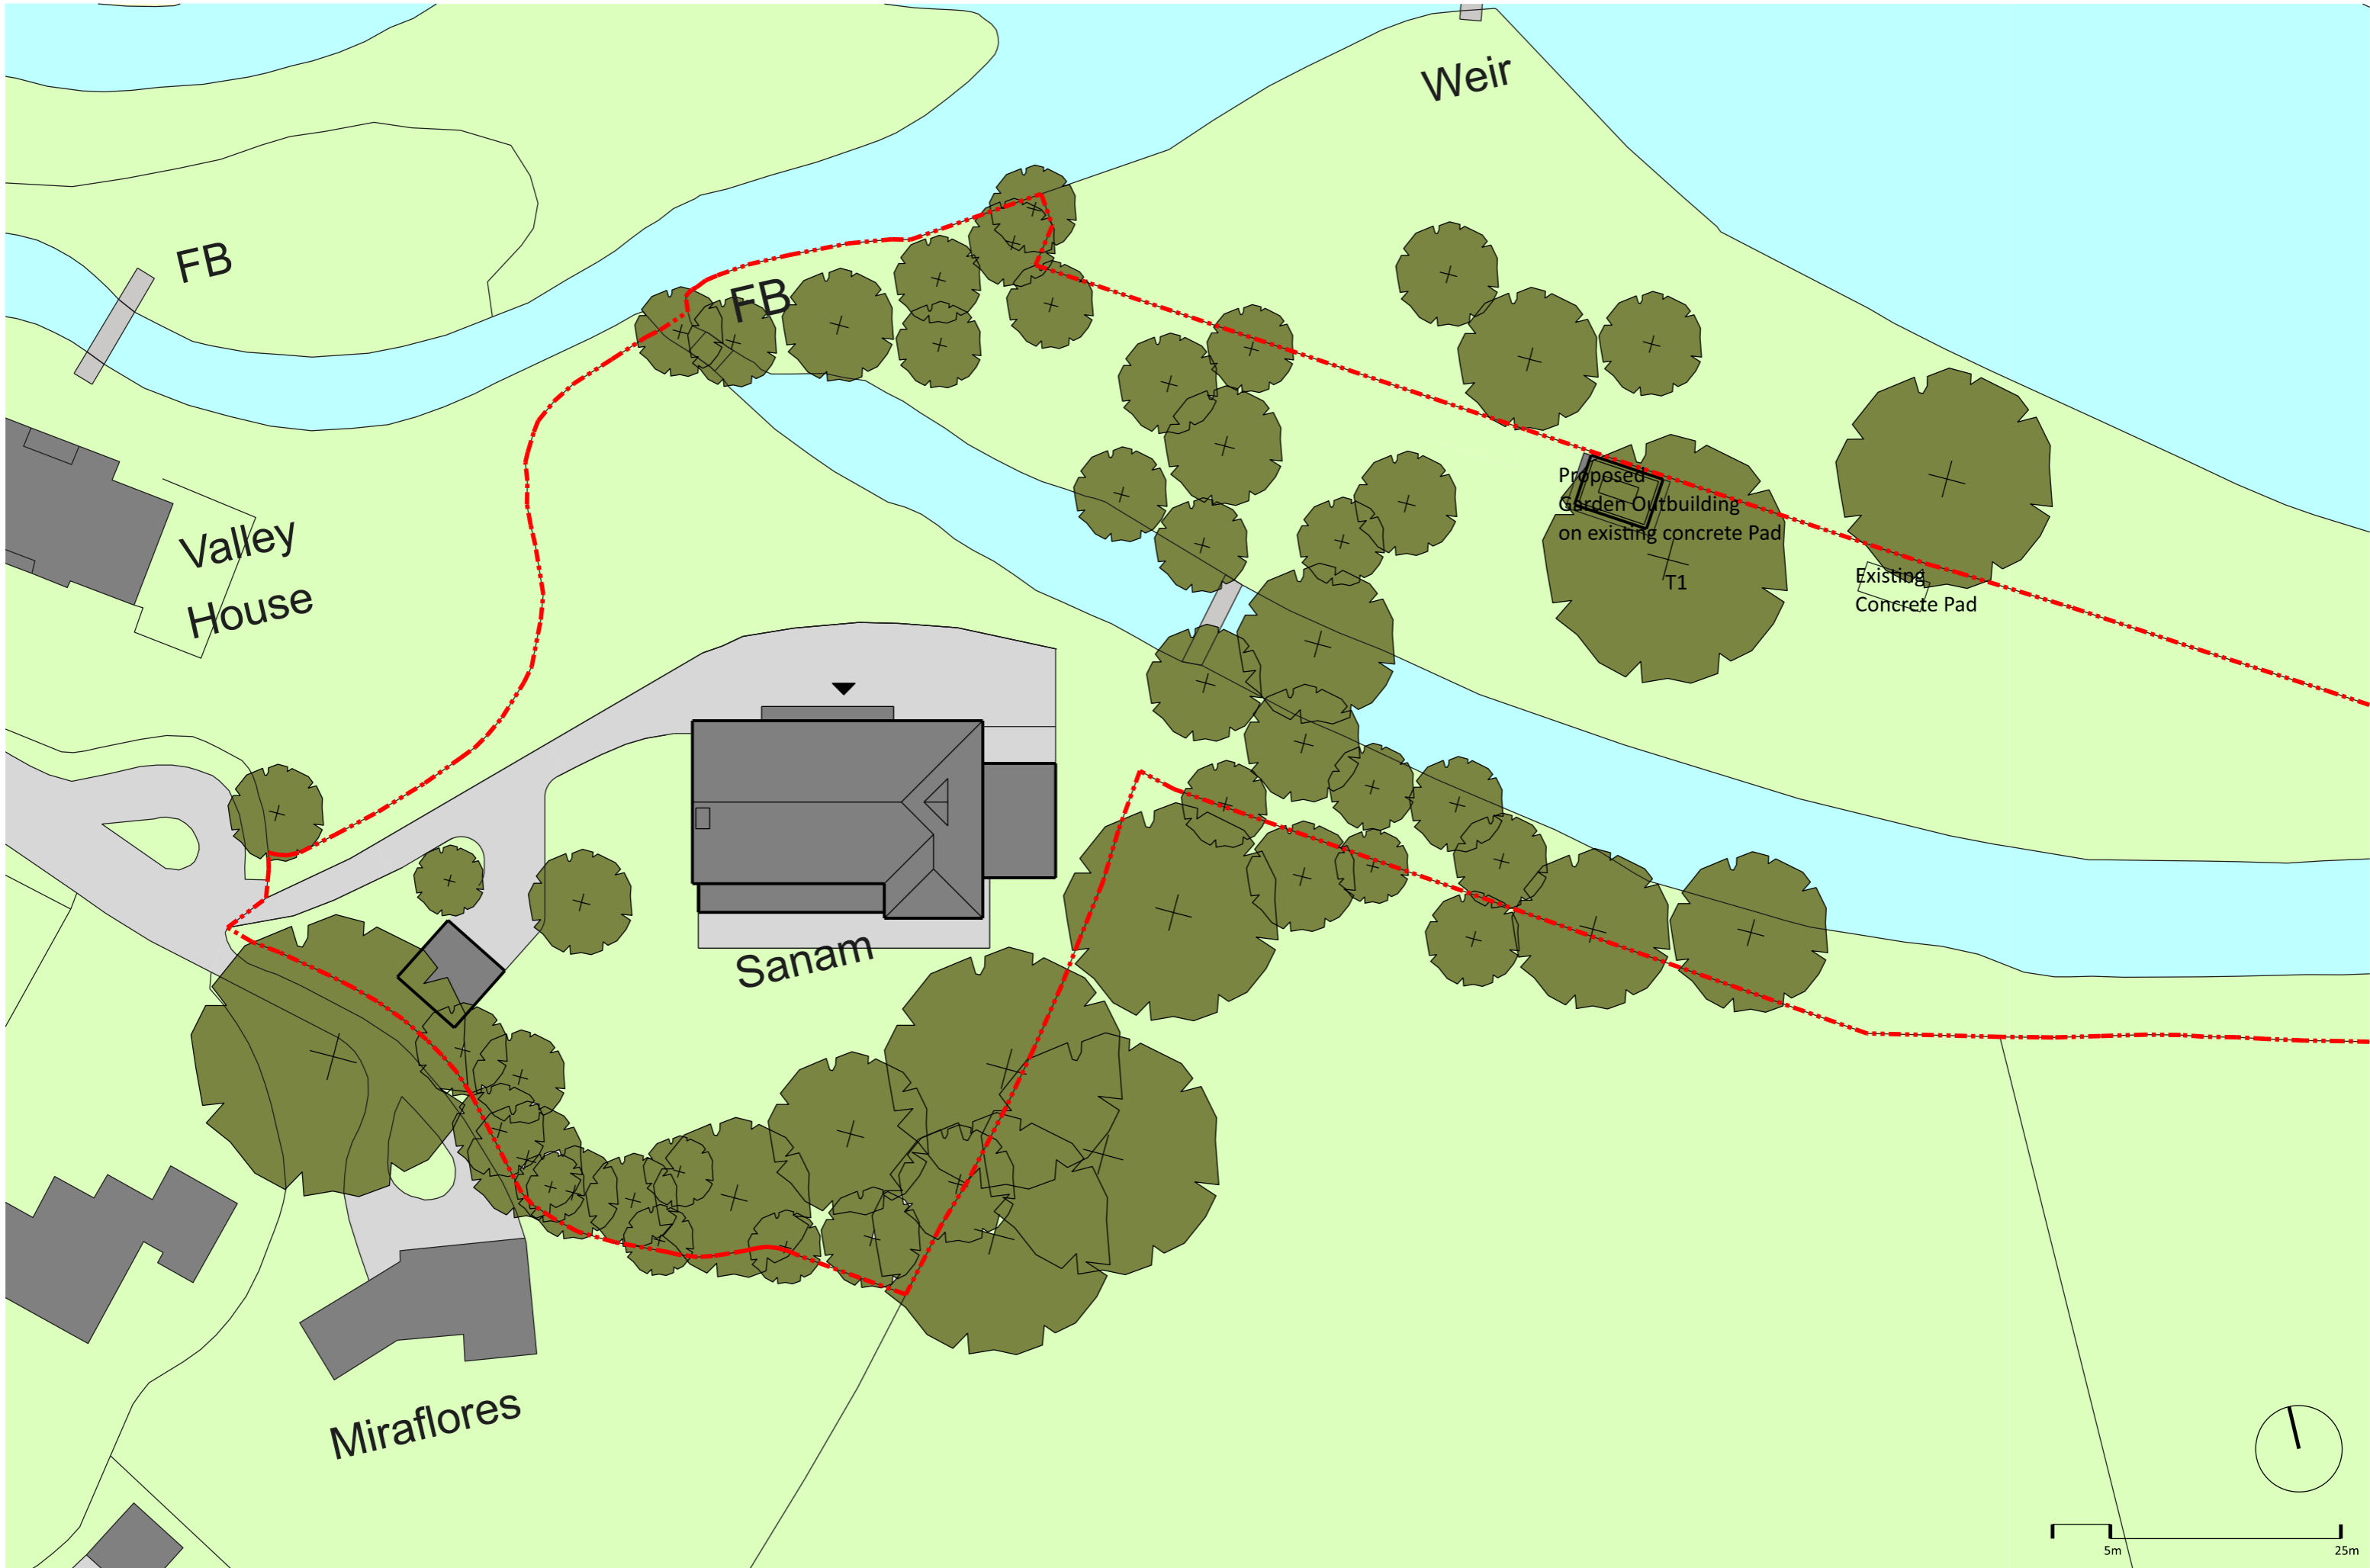 Weir
FB
FB
Proposed
Garden Outbuilding
on existing concrete Pad
T1
Existing
Concrete Pad
Valley
House
Sanam
Miraflores
5m
25m